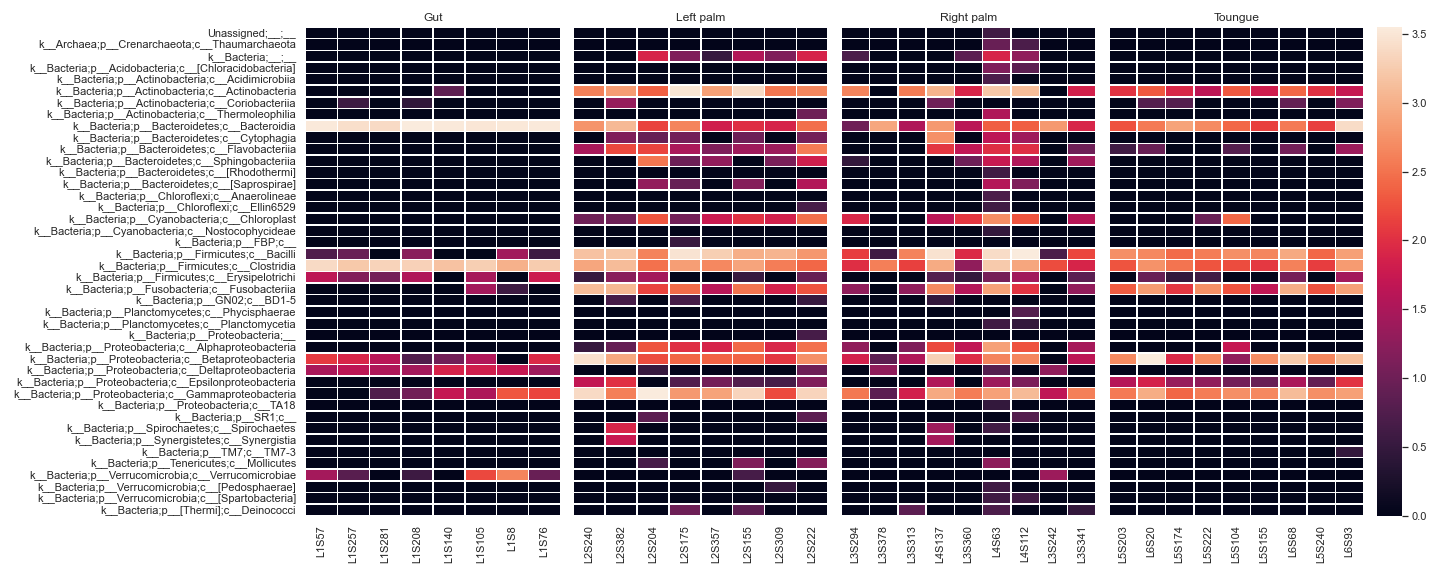 Gut Left palm Right palm Toungue
Unassigned;__;__
k__Archaea;p__Crenarchaeota;c__Thaumarchaeota
k__Bacteria;__;__
k__Bacteria;p__Acidobacteria;c__[Chloracidobacteria]
k__Bacteria;p__Actinobacteria;c__Acidimicrobiia
k__Bacteria;p__Actinobacteria;c__Actinobacteria
k__Bacteria;p__Actinobacteria;c__Coriobacteriia
k__Bacteria;p__Actinobacteria;c__Thermoleophilia
k__Bacteria;p__Bacteroidetes;c__Bacteroidia
k__Bacteria;p__Bacteroidetes;c__Cytophagia
k__Bacteria;p__Bacteroidetes;c__Flavobacteriia
k__Bacteria;p__Bacteroidetes;c__Sphingobacteriia
k__Bacteria;p__Bacteroidetes;c__[Rhodothermi]
k__Bacteria;p__Bacteroidetes;c__[Saprospirae]
k__Bacteria;p__Chloroflexi;c__Anaerolineae
k__Bacteria;p__Chloroflexi;c__Ellin6529
k__Bacteria;p__Cyanobacteria;c__Chloroplast
k__Bacteria;p__Cyanobacteria;c__Nostocophycideae
k__Bacteria;p__FBP;c__
k__Bacteria;p__Firmicutes;c__Bacilli
k__Bacteria;p__Firmicutes;c__Clostridia
k__Bacteria;p__Firmicutes;c__Erysipelotrichi
k__Bacteria;p__Fusobacteria;c__Fusobacteriia
k__Bacteria;p__GN02;c__BD1-5
k__Bacteria;p__Planctomycetes;c__Phycisphaerae
k__Bacteria;p__Planctomycetes;c__Planctomycetia
k__Bacteria;p__Proteobacteria;__
k__Bacteria;p__Proteobacteria;c__Alphaproteobacteria
k__Bacteria;p__Proteobacteria;c__Betaproteobacteria
k__Bacteria;p__Proteobacteria;c__Deltaproteobacteria
k__Bacteria;p__Proteobacteria;c__Epsilonproteobacteria
k__Bacteria;p__Proteobacteria;c__Gammaproteobacteria
k__Bacteria;p__Proteobacteria;c__TA18
k__Bacteria;p__SR1;c__
k__Bacteria;p__Spirochaetes;c__Spirochaetes
k__Bacteria;p__Synergistetes;c__Synergistia
k__Bacteria;p__TM7;c__TM7-3
k__Bacteria;p__Tenericutes;c__Mollicutes
k__Bacteria;p__Verrucomicrobia;c__Verrucomicrobiae
k__Bacteria;p__Verrucomicrobia;c__[Pedosphaerae]
k__Bacteria;p__Verrucomicrobia;c__[Spartobacteria]
k__Bacteria;p__[Thermi];c__Deinococci
L1S57
L1S257
L1S281
L1S208
L1S140
L1S105
L1S8
L1S76
L2S240
L2S382
L2S204
L2S175
L2S357
L2S155
L2S309
L2S222
L3S294
L3S378
L3S313
L4S137
L3S360
L4S63
L4S112
L3S242
L3S341
L5S203
L6S20
L5S174
L5S222
L5S104
L5S155
L6S68
L5S240
L6S93
3.5
3.0
2.5
2.0
1.5
1.0
0.5
0.0